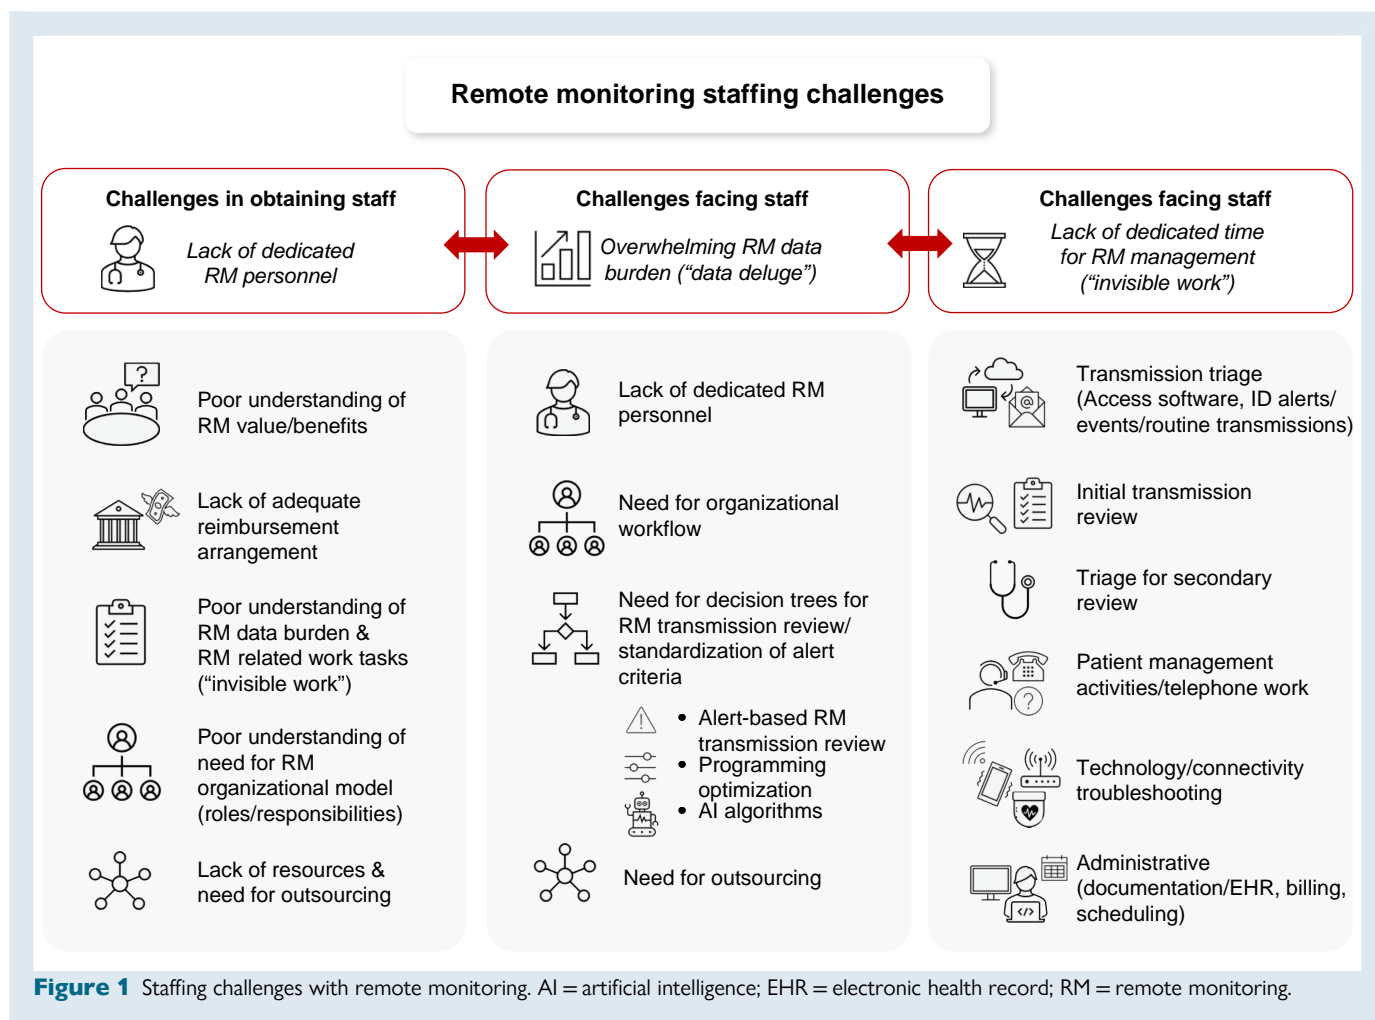 Remote monitoring staffing challenges
Challenges in obtaining staff
Lack of dedicated
RM personnel
Challenges facing staff
Overwhelming RM data
burden (“data deluge”)
Challenges facing staff
Lack of dedicated time
for RM management
(“invisible work”)
?
Poor understanding of
RM value/benefits
Lack of adequate
reimbursement
arrangement
Poor understanding of
RM data burden &
RM related work tasks
(“invisible work”)
Poor understanding of
need for RM
organizational model
(roles/responsibilities)
Lack of resources &
need for outsourcing
Lack of dedicated RM
personnel
Need for organizational
workflow
Need for decision trees for
RM transmission review/
standardization of alert
criteria
• Alert-based RM
transmission review
• Programming
optimization
• AI algorithms
Need for outsourcing
@
Transmission triage
(Access software, ID alerts/
events/routine transmissions)
Initial transmission
review
Triage for secondary
review
?
Patient management
activities/telephone work
Technology/connectivity
troubleshooting
</>
Administrative
(documentation/EHR, billing,
scheduling)
Figure 1 Staffing challenges with remote monitoring. AI = artificial intelligence; EHR = electronic health record; RM = remote monitoring.